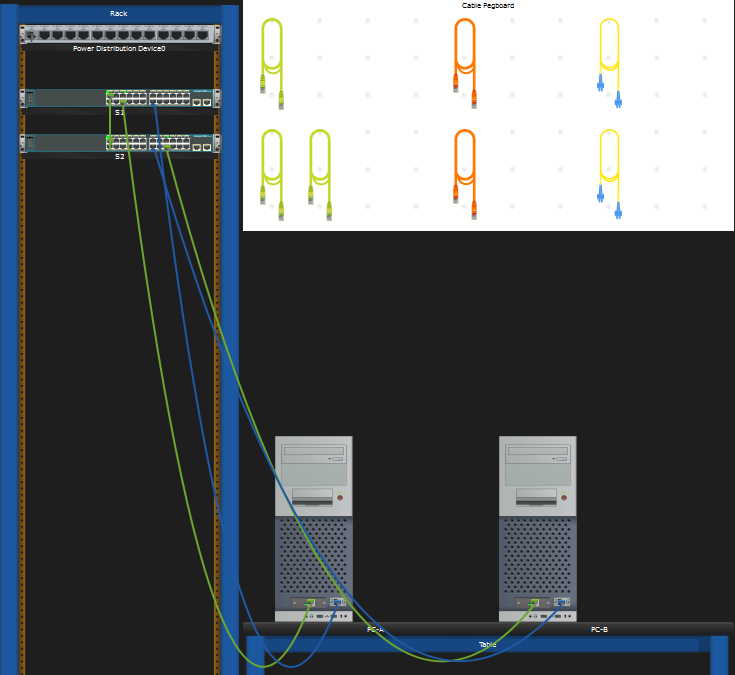 Rack
Cable Pegboard
Power Distribution Device0
S1
S2
PC-A
PC-B
Table